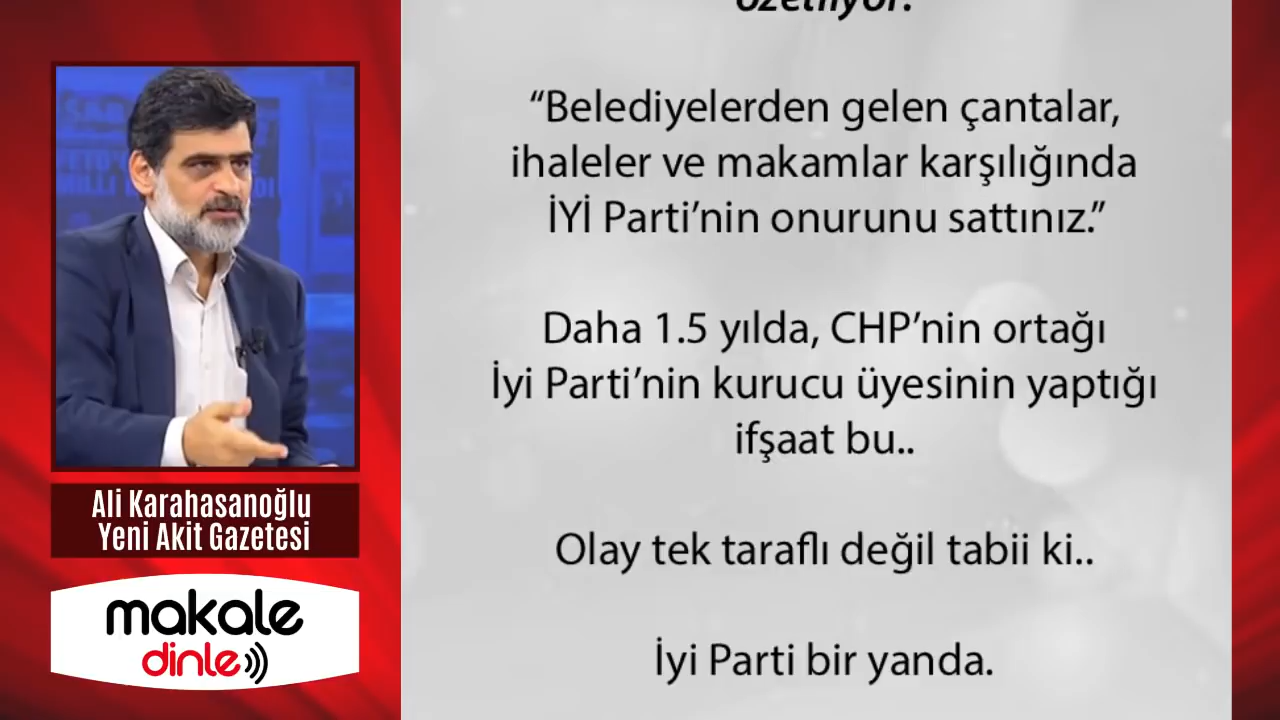 özetliyor:
“Belediyelerden gelen çantalar,
ihaleler ve makamlar karşılığında
İYİ Parti’nin onurunu sattınız.”
Daha 1.5 yılda, CHP’nin ortağı
İyi Parti’nin kurucu üyesinin yaptığı
ifşaat bu..
Olay tek taraflı değil tabii ki..
İyi Parti bir yanda.
Ali Karahasanoğlu
Yeni Akit Gazetesi
makale
dinle